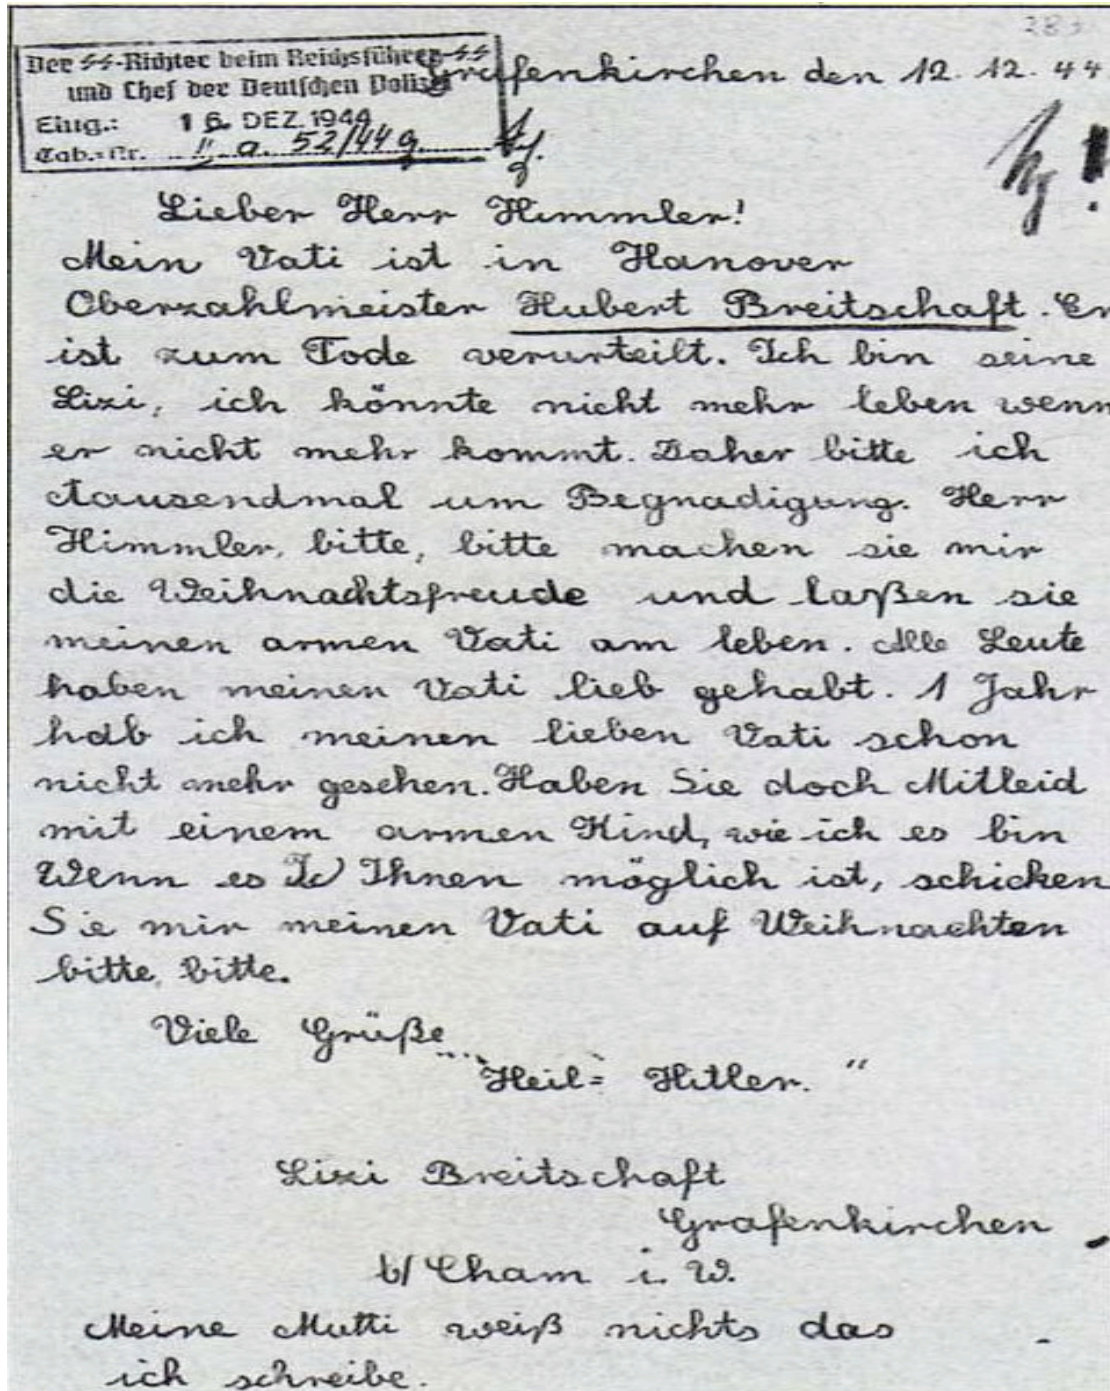 283
Der SS-Richter beim Reichsführer-SS
und Chef der Deutschen Polizei
Eing.: 16. DEZ. 1944
Tab.-Nr. II a. 52/44 g.
Grafenkirchen den 12. 12. 44
Lieber Herr Himmler!
Mein Vati ist in Hanover
Oberzahlmeister Hubert Breitschaft. Er
ist zum Tode verurteilt. Ich bin seine
Lizi, ich könnte nicht mehr leben wenn
er nicht mehr kommt. Daher bitte ich
tausendmal um Begnadigung. Herr
Himmler, bitte, bitte machen sie mir
die Weihnachtsfreude und laßen sie
meinen armen Vati am leben. Alle Leute
haben meinen Vati lieb gehabt. 1 Jahr
hab ich meinen lieben Vati schon
nicht mehr gesehen. Haben Sie doch Mitleid
mit einem armen Kind, wie ich es bin
Wenn es Ihnen möglich ist, schicken
Sie mir meinen Vati auf Weihnachten
bitte, bitte.
Viele Grüße
"Heil= Hitler."
Lizi Breitschaft
Grafenkirchen
b/ Cham i. W.
Meine Mutti weiß nichts das
ich schreibe.